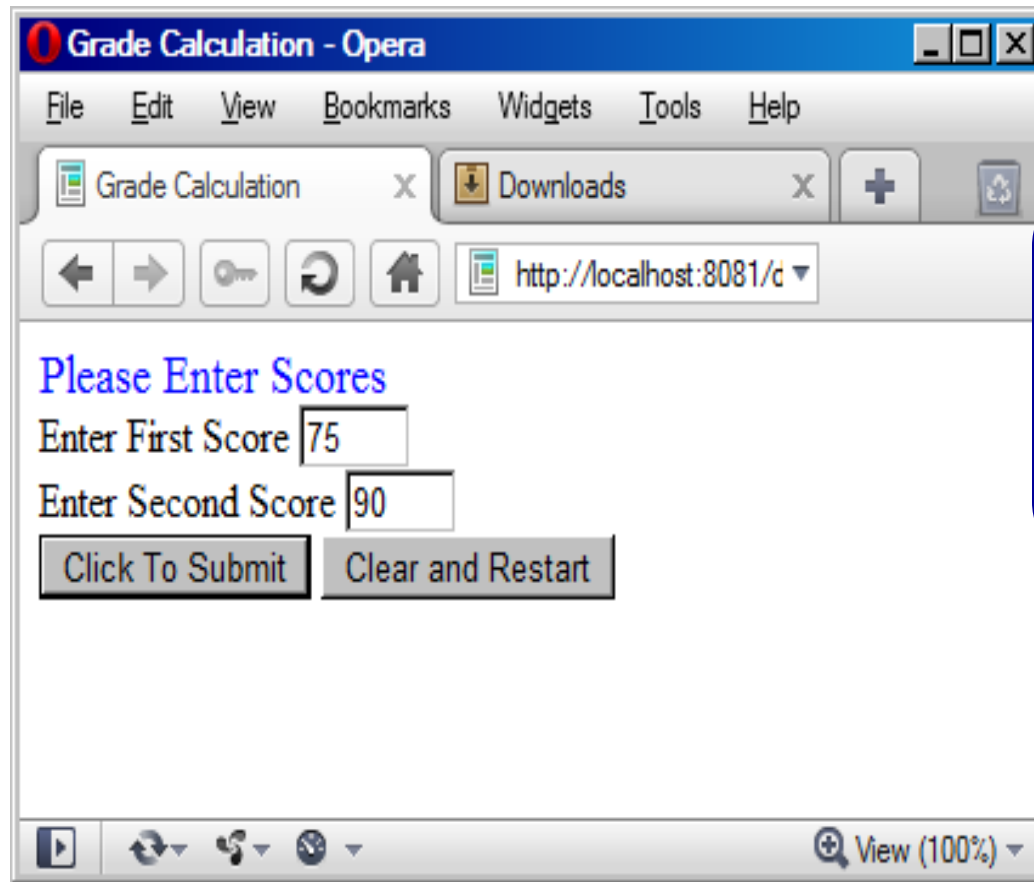 Grade Calculation - Opera
File Edit View Bookmarks Widgets Tools Help
Grade Calculation X Downloads X
http://localhost:8081/d
Please Enter Scores
Enter First Score 75
Enter Second Score 90
Click To Submit Clear and Restart
View (100%)